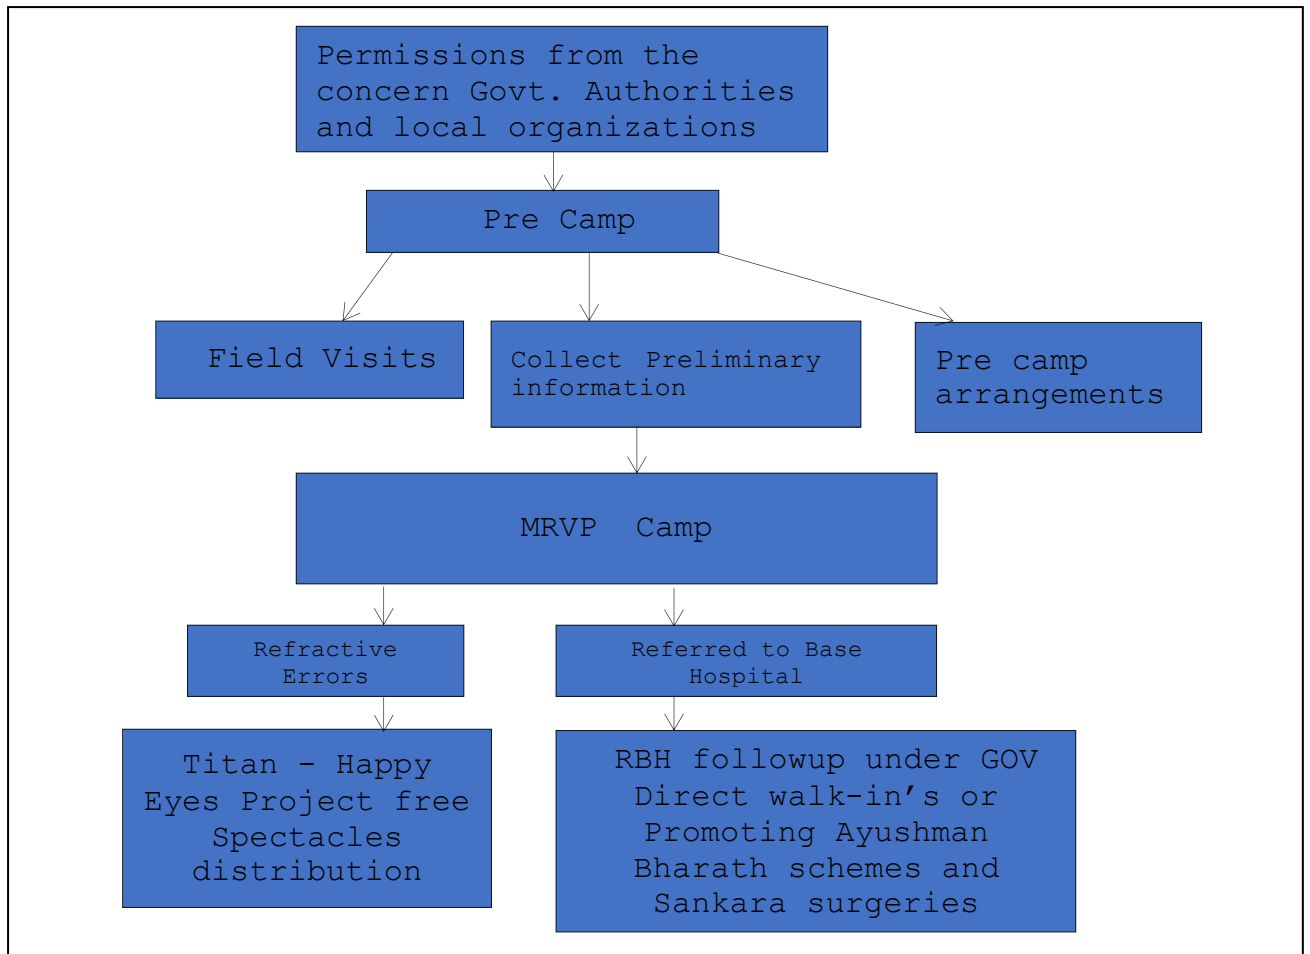 Permissions from the
concern Govt. Authorities
and local organizations
Pre Camp
Field Visits
Collect Preliminary
information
Pre camp
arrangements
MRVP Camp
Refractive
Errors
Referred to Base
Hospital
Titan – Happy
Eyes Project free
Spectacles
distribution
RBH followup under GOV
Direct walk-in’s or
Promoting Ayushman
Bharath schemes and
Sankara surgeries